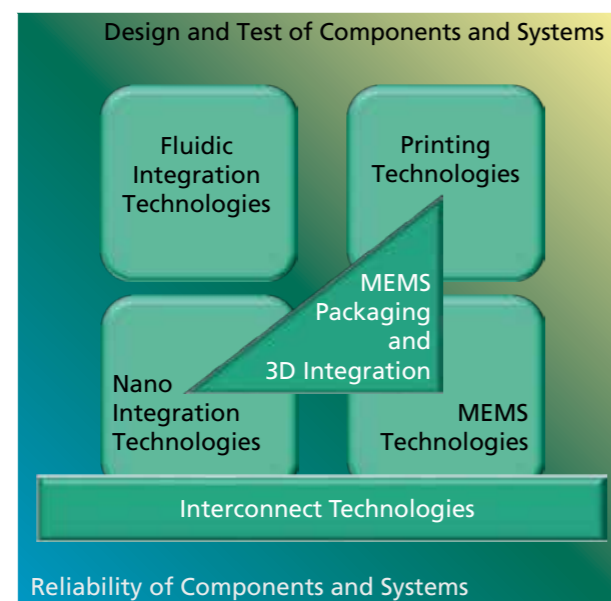 Design and Test of Components and Systems
Fluidic
Integration
Technologies
Printing
Technologies
MEMS
Packaging
and
3D Integration
Nano
Integration
Technologies
MEMS
Technologies
Interconnect Technologies
Reliability of Components and Systems